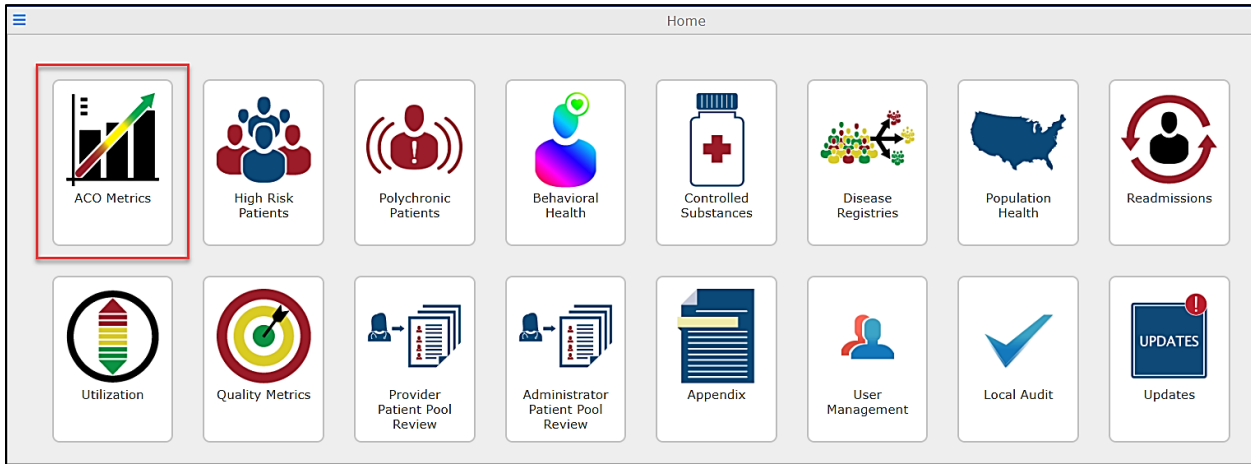 Home
ACO Metrics
High Risk
Patients
Polychronic
Patients
Behavioral
Health
Controlled
Substances
Disease
Registries
Population
Health
Readmissions
UPDATES
Utilization
Quality Metrics
Provider
Patient Pool
Review
Administrator
Patient Pool
Review
Appendix
User
Management
Local Audit
Updates